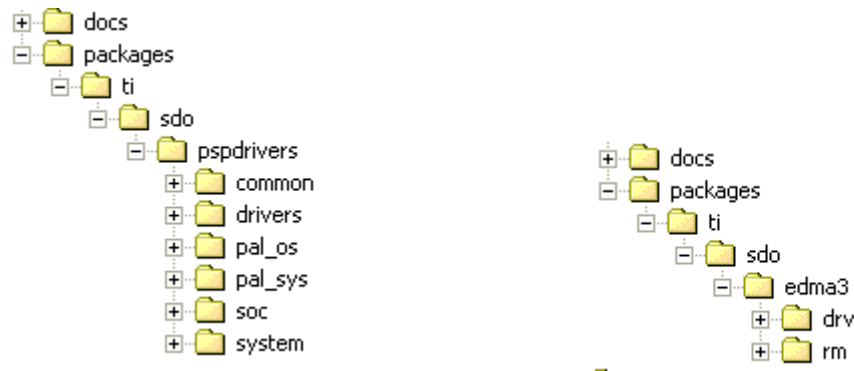 docs
packages
ti
sdo
pspdrivers
common
drivers
pal_os
pal_sys
soc
system
docs
packages
ti
sdo
edma3
drv
rm